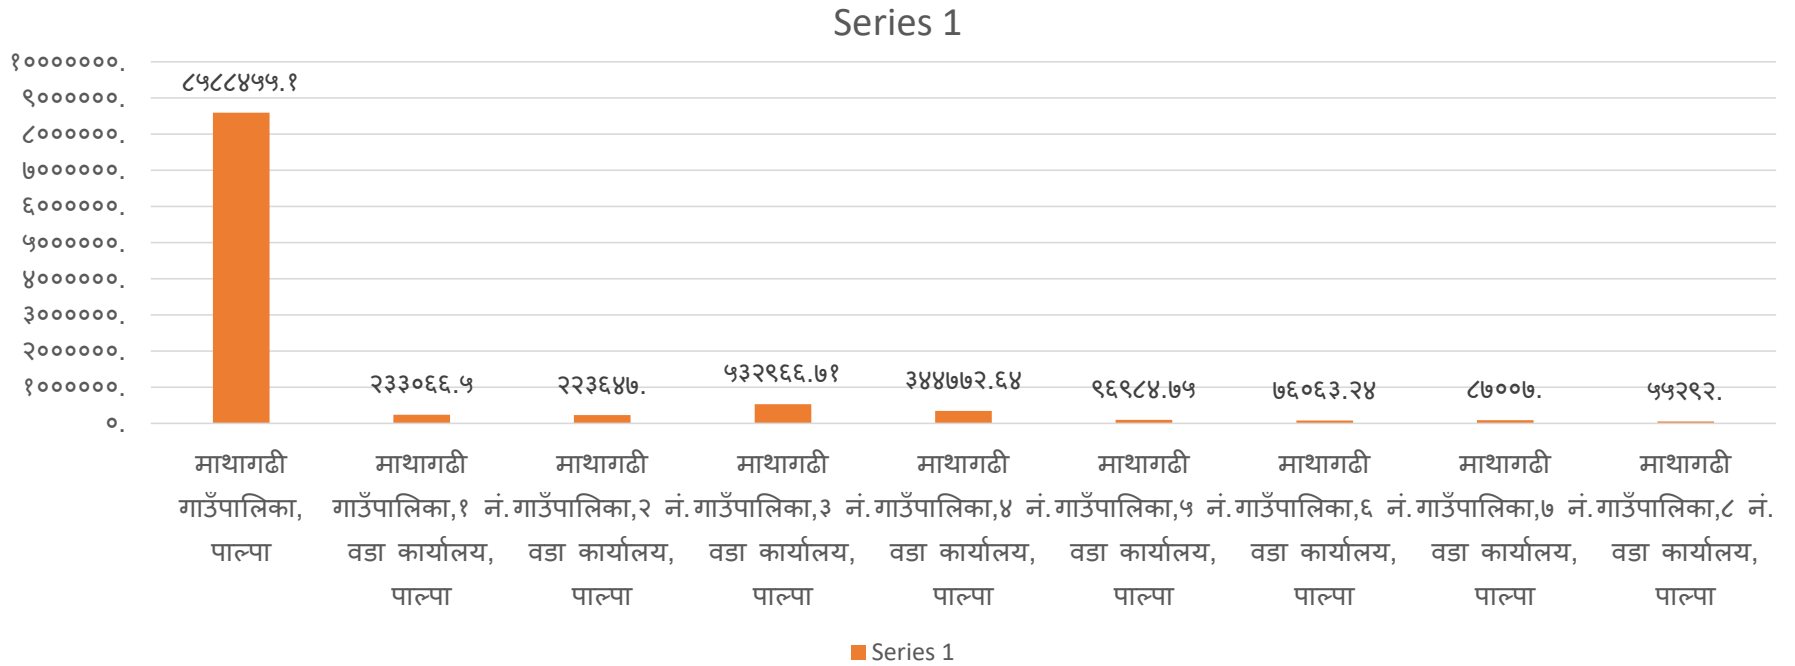 Series 1
१०००००००.
९००००००.
८००००००.
७००००००.
६००००००.
५००००००.
४००००००.
३००००००.
२००००००.
१००००००.
०.
८५८८४५५.१
२३३०६६.५
२२३६४७.
५३२९६६.७१
३४४७७२.६४
९६९८४.७५
७६०६३.२४
८७००७.
५५२९२.
माथागढी
गाउँपालिका,
पाल्पा
माथागढी
गाउँपालिका,१ नं.
वडा कार्यालय,
पाल्पा
माथागढी
गाउँपालिका,२ नं.
वडा कार्यालय,
पाल्पा
माथागढी
गाउँपालिका,३ नं.
वडा कार्यालय,
पाल्पा
माथागढी
गाउँपालिका,४ नं.
वडा कार्यालय,
पाल्पा
माथागढी
गाउँपालिका,५ नं.
वडा कार्यालय,
पाल्पा
माथागढी
गाउँपालिका,६ नं.
वडा कार्यालय,
पाल्पा
माथागढी
गाउँपालिका,७ नं.
वडा कार्यालय,
पाल्पा
माथागढी
गाउँपालिका,८ नं.
वडा कार्यालय,
पाल्पा
Series 1